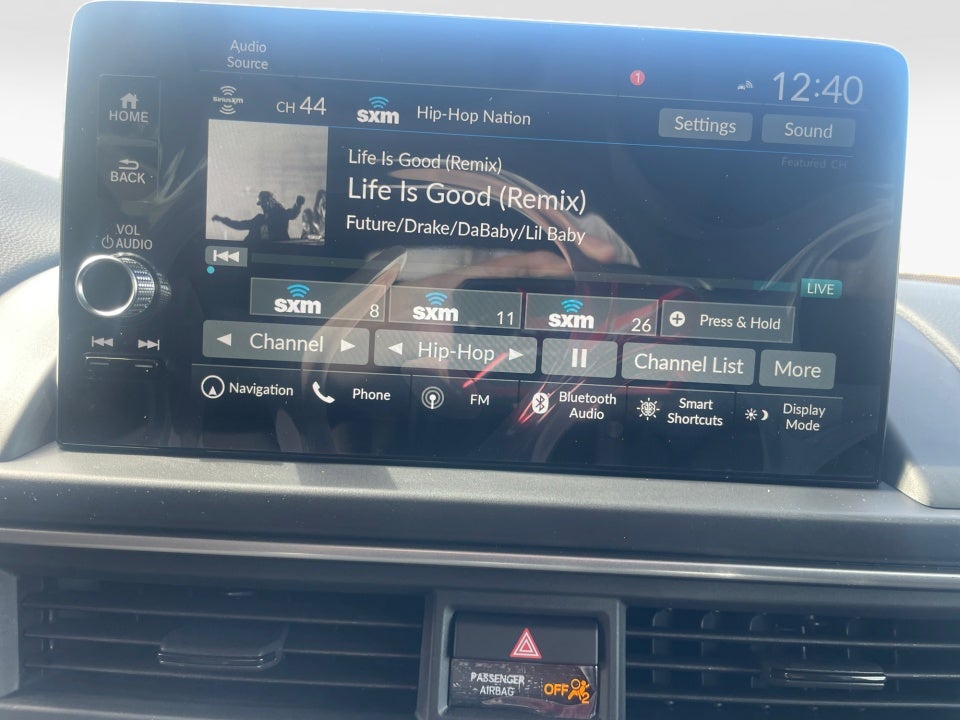 Audio
Source
1
12:40
HOME
SiriusXM
CH 44
sxm
Hip-Hop Nation
Settings
Sound
Featured CH
Life Is Good (Remix)
BACK
Life Is Good (Remix)
Future/Drake/DaBaby/Lil Baby
VOL
AUDIO
LIVE
sxm 8
sxm 11
sxm 26
Press & Hold
Channel
Hip-Hop
Channel List
More
Navigation
Phone
FM
Bluetooth
Audio
Smart
Shortcuts
Display
Mode
PASSENGER
AIRBAG
OFF
2